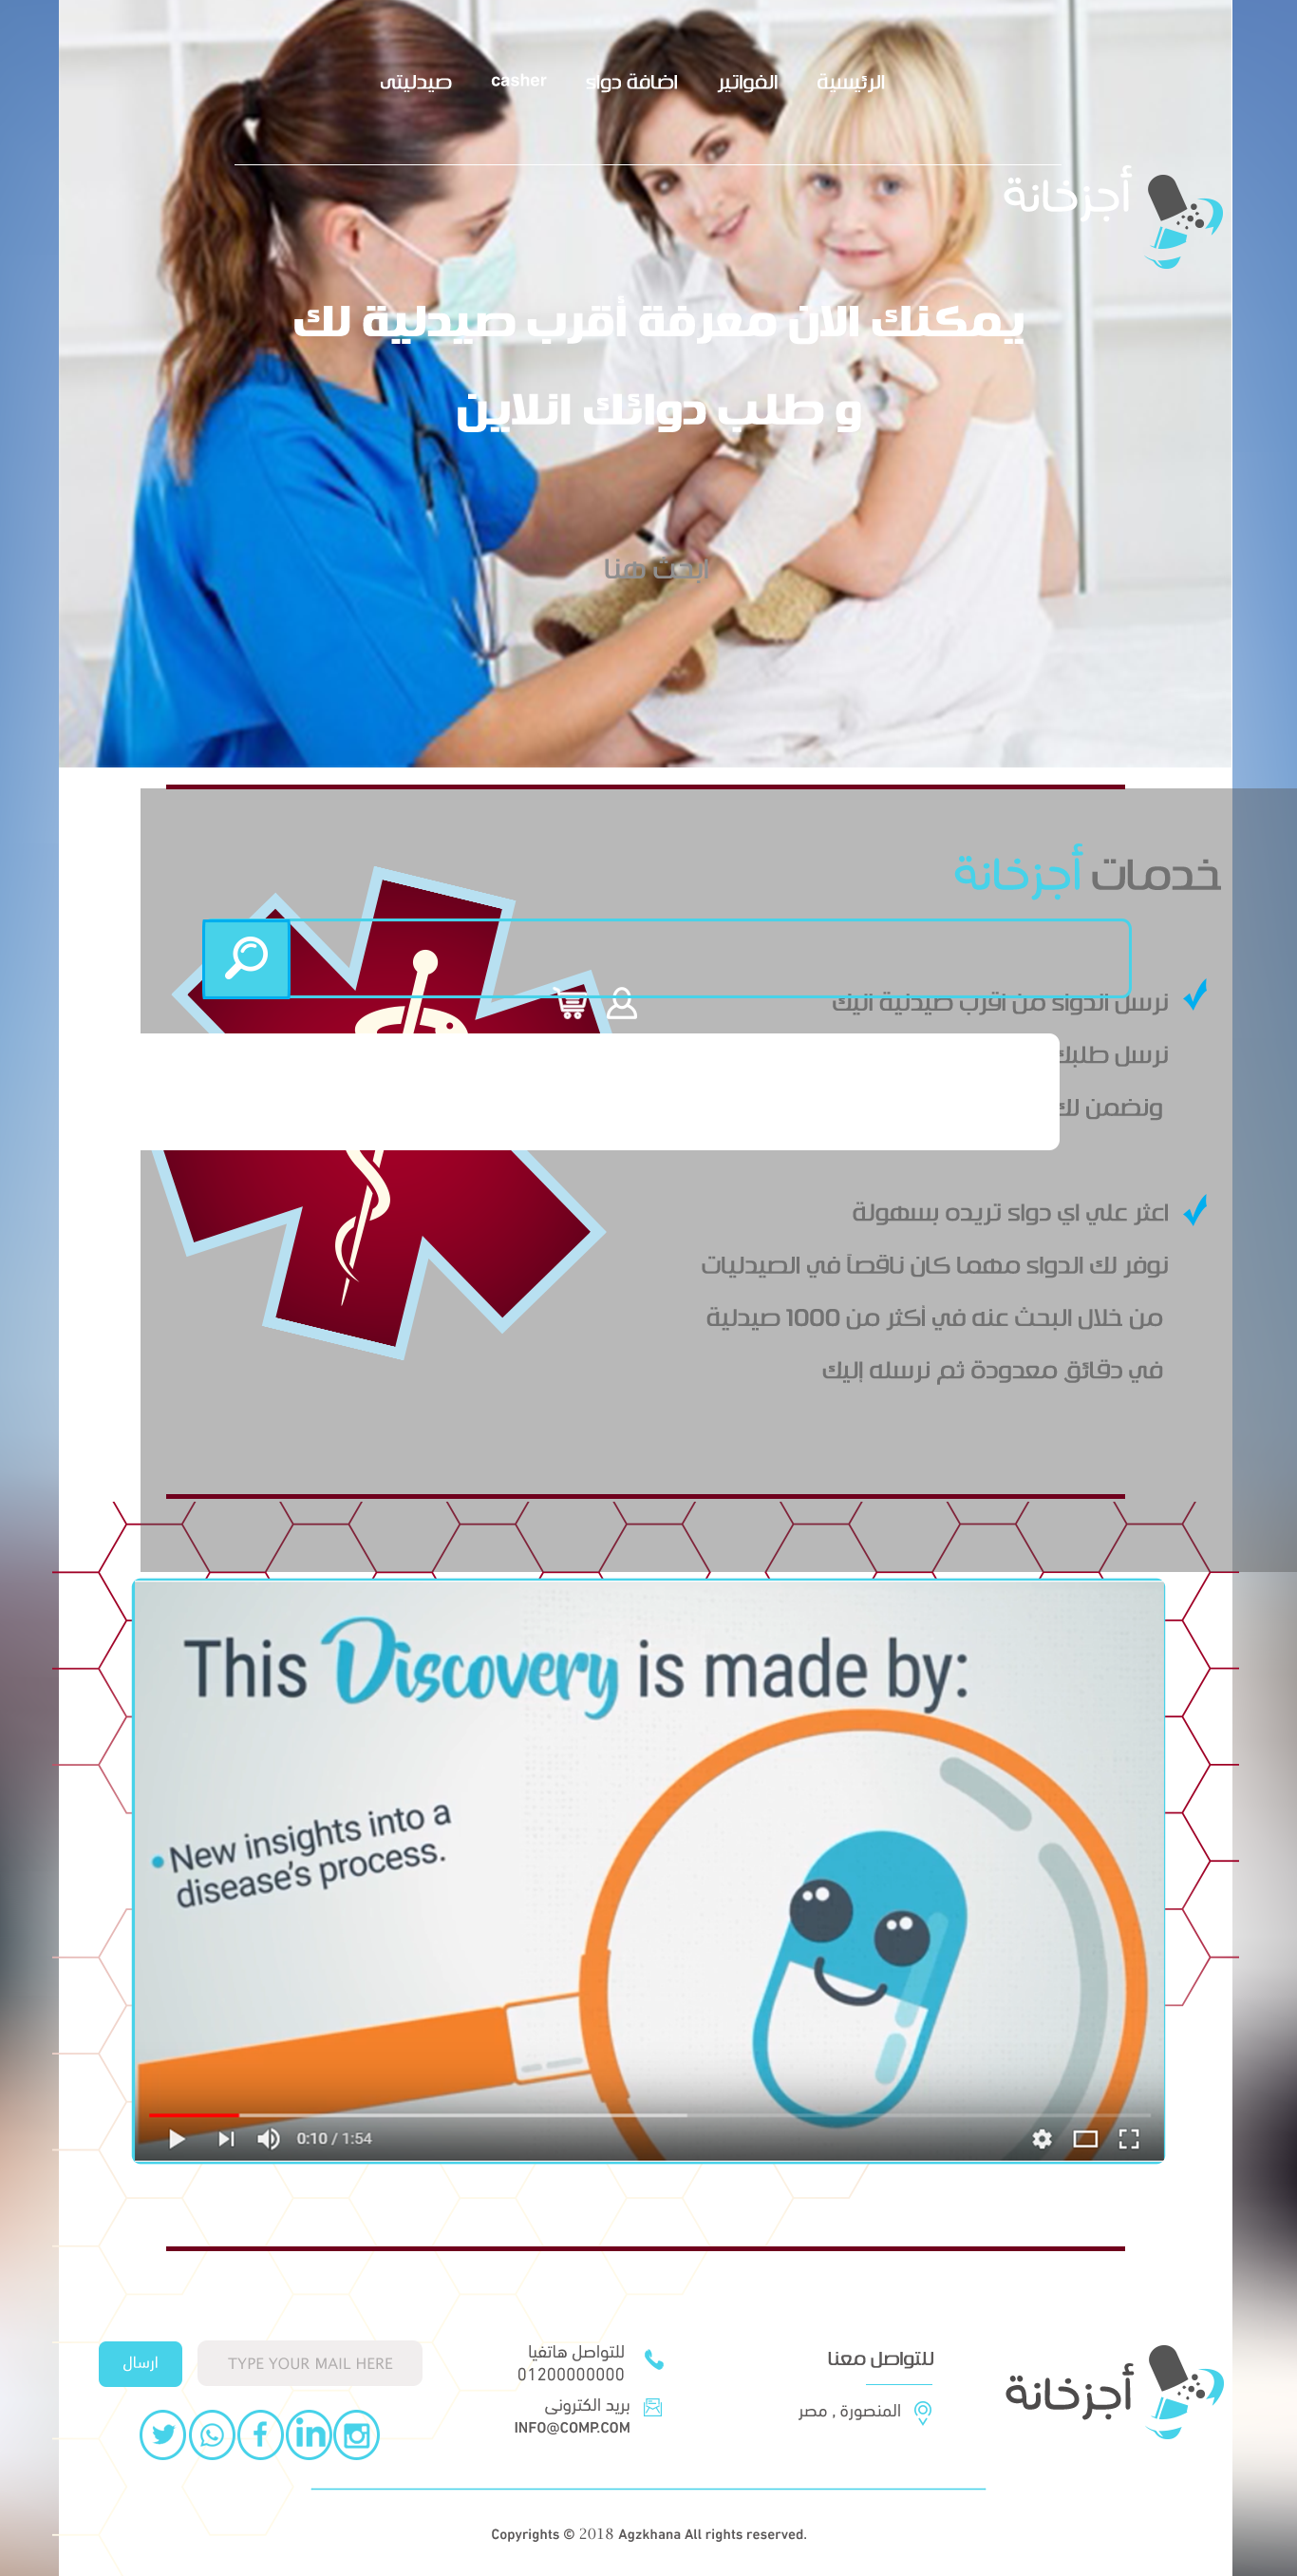 الرئيسية
الفواتير
اضافة دواء
casher
صيدليتى
أجزخانة
يمكنك الان معرفة أقرب صيدلية لك
و طلب دوائك انلاين
ابحث هنا
خدمات أجزخانة
نرسل الدواء من اقرب صيدلية اليك
نرسل طلبك
ونضمن لك
اعثر علي اي دواء تريده بسهولة
نوفر لك الدواء مهما كان ناقصاً في الصيدليات
من خلال البحث عنه في أكثر من 1000 صيدلية
في دقائق معدودة ثم نرسله إليك
This Discovery is made by:
• New insights into a
disease's process.
0:10 / 1:54
أجزخانة
للتواصل معنا
المنصورة , مصر
للتواصل هاتفيا
01200000000
بريد الكترونى
INFO@COMP.COM
TYPE YOUR MAIL HERE
ارسال
Copyrights © 2018 Agzkhana All rights reserved.